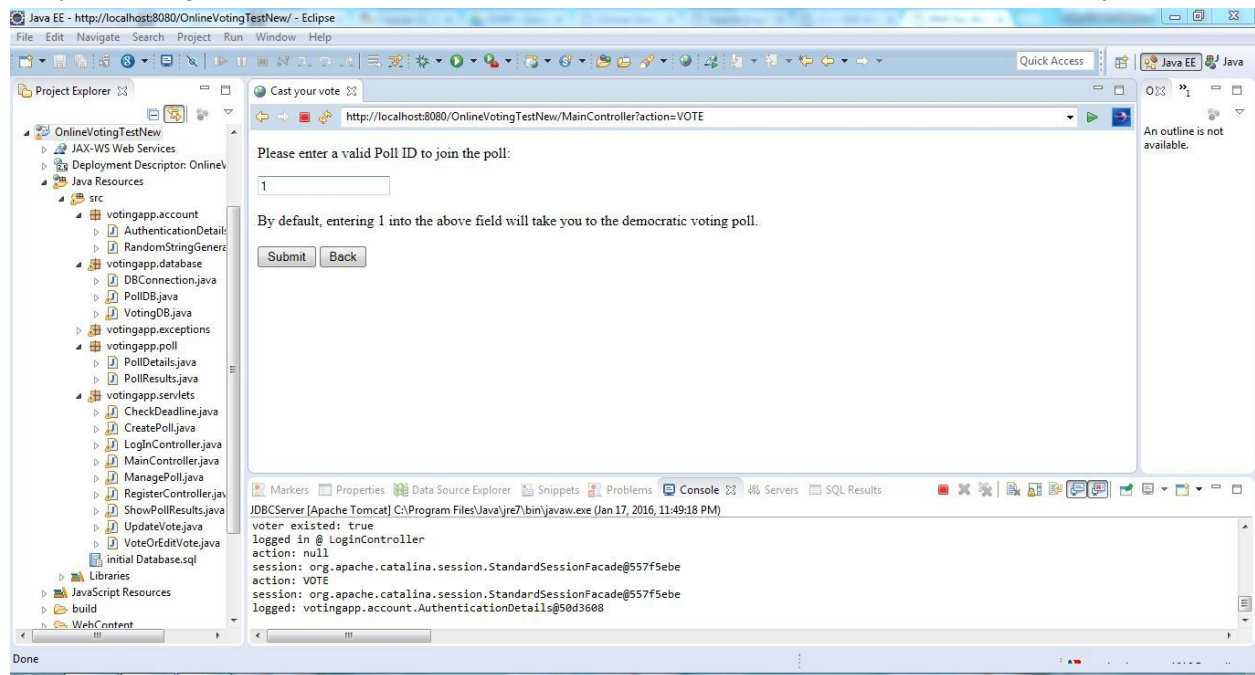 Java EE - http://localhost:8080/OnlineVotingTestNew/ - Eclipse
File Edit Navigate Search Project Run Window Help
Quick Access
Java EE
Java
Project Explorer
OnlineVotingTestNew
JAX-WS Web Services
Deployment Descriptor: OnlineV
Java Resources
src
votingapp.account
AuthenticationDetail
RandomStringGenera
votingapp.database
DBConnection.java
PollDB.java
VotingDB.java
votingapp.exceptions
votingapp.poll
PollDetails.java
PollResults.java
votingapp.servlets
CheckDeadline.java
CreatePoll.java
LogInController.java
MainController.java
ManagePoll.java
RegisterController.jav
ShowPollResults.java
UpdateVote.java
VoteOrEditVote.java
initial Database.sql
Libraries
JavaScript Resources
build
WebContent
Cast your vote
http://localhost:8080/OnlineVotingTestNew/MainController?action=VOTE
Please enter a valid Poll ID to join the poll:
1
By default, entering 1 into the above field will take you to the democratic voting poll.
Submit Back
An outline is not
available.
Markers Properties Data Source Explorer Snippets Problems Console Servers SQL Results
JDBCServer [Apache Tomcat] C:\Program Files\Java\jre7\bin\javaw.exe (Jan 17, 2016, 11:49:18 PM)
voter existed: true
logged in @ LoginController
action: null
session: org.apache.catalina.session.StandardSessionFacade@557f5ebe
action: VOTE
session: org.apache.catalina.session.StandardSessionFacade@557f5ebe
logged: votingapp.account.AuthenticationDetails@50d3608
Done